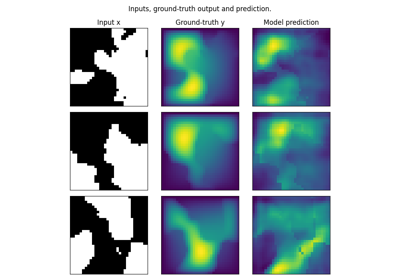 Inputs, ground-truth output and prediction.
Input x
Ground-truth y
Model prediction